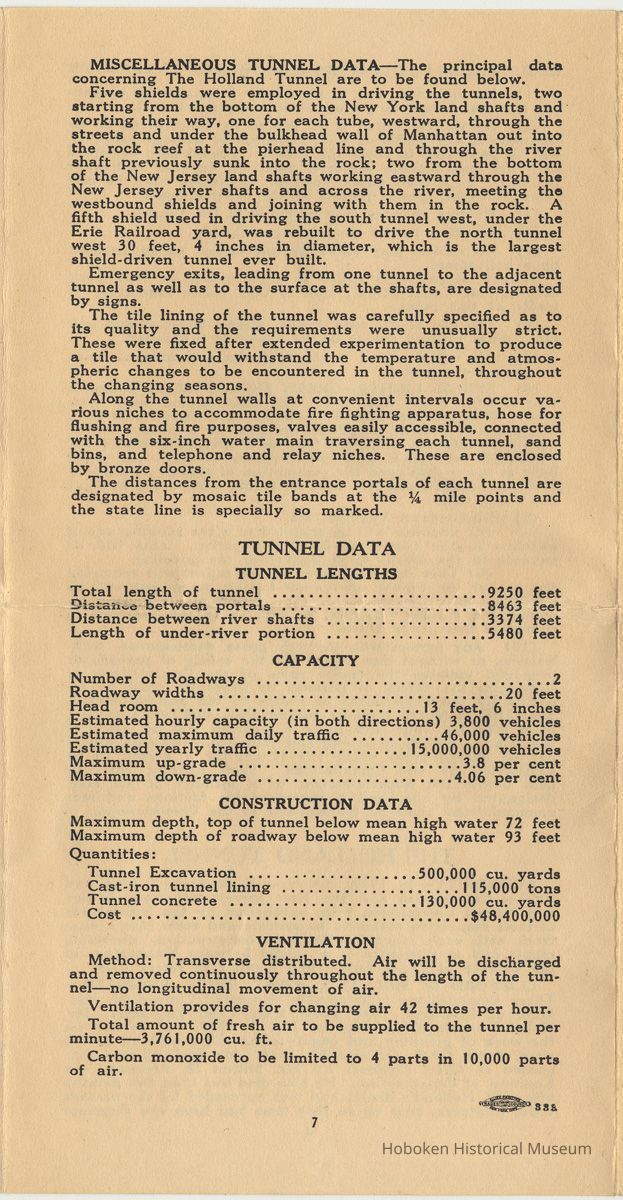 MISCELLANEOUS TUNNEL DATA—The principal data
concerning The Holland Tunnel are to be found below.
Five shields were employed in driving the tunnels, two
starting from the bottom of the New York land shafts and
working their way, one for each tube, westward, through the
streets and under the bulkhead wall of Manhattan out into
the rock reef at the pierhead line and through the river
shaft previously sunk into the rock; two from the bottom
of the New Jersey land shafts working eastward through the
New Jersey river shafts and across the river, meeting the
westbound shields and joining with them in the rock. A
fifth shield used in driving the south tunnel west, under the
Erie Railroad yard, was rebuilt to drive the north tunnel
west 30 feet, 4 inches in diameter, which is the largest
shield-driven tunnel ever built.
Emergency exits, leading from one tunnel to the adjacent
tunnel as well as to the surface at the shafts, are designated
by signs.
The tile lining of the tunnel was carefully specified as to
its quality and the requirements were unusually strict.
These were fixed after extended experimentation to produce
a tile that would withstand the temperature and atmos-
pheric changes to be encountered in the tunnel, throughout
the changing seasons.
Along the tunnel walls at convenient intervals occur va-
rious niches to accommodate fire fighting apparatus, hose for
flushing and fire purposes, valves easily accessible, connected
with the six-inch water main traversing each tunnel, sand
bins, and telephone and relay niches. These are enclosed
by bronze doors.
The distances from the entrance portals of each tunnel are
designated by mosaic tile bands at the ¼ mile points and
the state line is specially so marked.
TUNNEL DATA
TUNNEL LENGTHS
Total length of tunnel ........................9250 feet
Distance between portals .......................8463 feet
Distance between river shafts ..................3374 feet
Length of under-river portion ..................5480 feet
CAPACITY
Number of Roadways ................................2
Roadway widths ...............................20 feet
Head room ...........................13 feet, 6 inches
Estimated hourly capacity (in both directions) 3,800 vehicles
Estimated maximum daily traffic ..........46,000 vehicles
Estimated yearly traffic ................15,000,000 vehicles
Maximum up-grade .........................3.8 per cent
Maximum down-grade ......................4.06 per cent
CONSTRUCTION DATA
Maximum depth, top of tunnel below mean high water 72 feet
Maximum depth of roadway below mean high water 93 feet
Quantities:
Tunnel Excavation ...................500,000 cu. yards
Cast-iron tunnel lining ....................115,000 tons
Tunnel concrete .....................130,000 cu. yards
Cost .....................................$48,400,000
VENTILATION
Method: Transverse distributed. Air will be discharged
and removed continuously throughout the length of the tun-
nel—no longitudinal movement of air.
Ventilation provides for changing air 42 times per hour.
Total amount of fresh air to be supplied to the tunnel per
minute—3,761,000 cu. ft.
Carbon monoxide to be limited to 4 parts in 10,000 parts
of air.
7
Hoboken Historical Museum